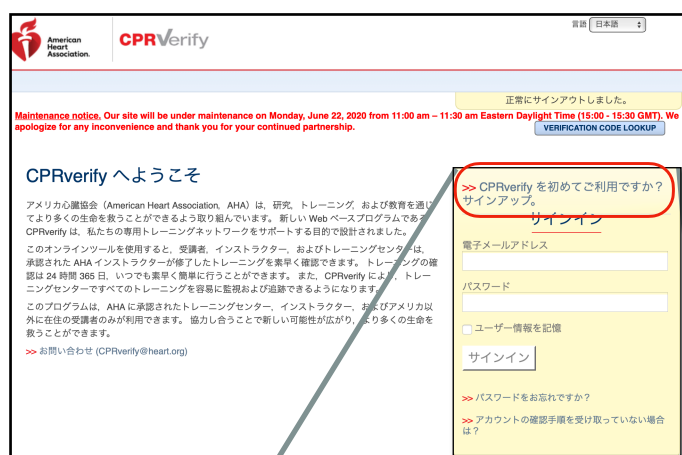 American
Heart
Association.
CPRVerify
言語 日本語
正常にサインアウトしました。
Maintenance notice. Our site will be under maintenance on Monday, June 22, 2020 from 11:00 am – 11:30 am Eastern Daylight Time (15:00 - 15:30 GMT). We
apologize for any inconvenience and thank you for your continued partnership.
VERIFICATION CODE LOOKUP
CPRverify へようこそ
アメリカ心臓協会（American Heart Association, AHA）は、研究、トレーニング、および教育を通じ
てより多くの生命を救うことができるよう取り組んでいます。 新しい Web ベースプログラムである
CPRverify は、私たちの専用トレーニングネットワークをサポートする目的で設計されました。
このオンラインツールを使用すると、受講者、インストラクター、およびトレーニングセンターは、
承認された AHA インストラクターが修了したトレーニングを素早く確認できます。 トレーニングの確
認は 24 時間 365 日、いつでも素早く簡単に行うことができます。 また、CPRverify により、トレー
ニングセンターですべてのトレーニングを容易に監視および追跡できるようになります。
このプログラムは、AHA に承認されたトレーニングセンター、インストラクター、およびアメリカ以
外に在住の受講者のみが利用できます。 協力し合うことで新しい可能性が広がり、より多くの生命を
救うことができます。
>> お問い合わせ (CPRverify@heart.org)
>> CPRverify を初めてご利用ですか？
サインアップ。
サインイン
電子メールアドレス
パスワード
ユーザー情報を記憶
サインイン
>> パスワードをお忘れですか？
>> アカウントの確認手順を受け取っていない場合
は？